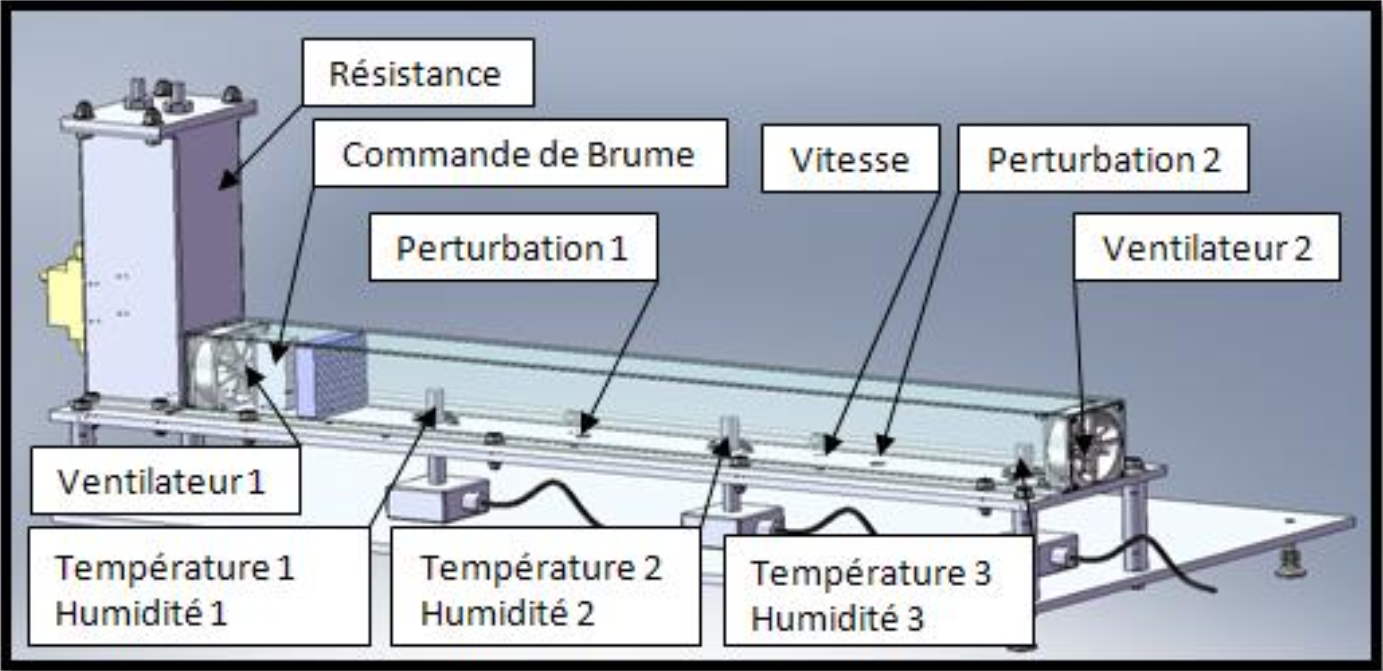 Résistance
Commande de Brume
Vitesse
Perturbation 2
Perturbation 1
Ventilateur 2
Ventilateur 1
Température 1
Humidité 1
Température 2
Humidité 2
Température 3
Humidité 3